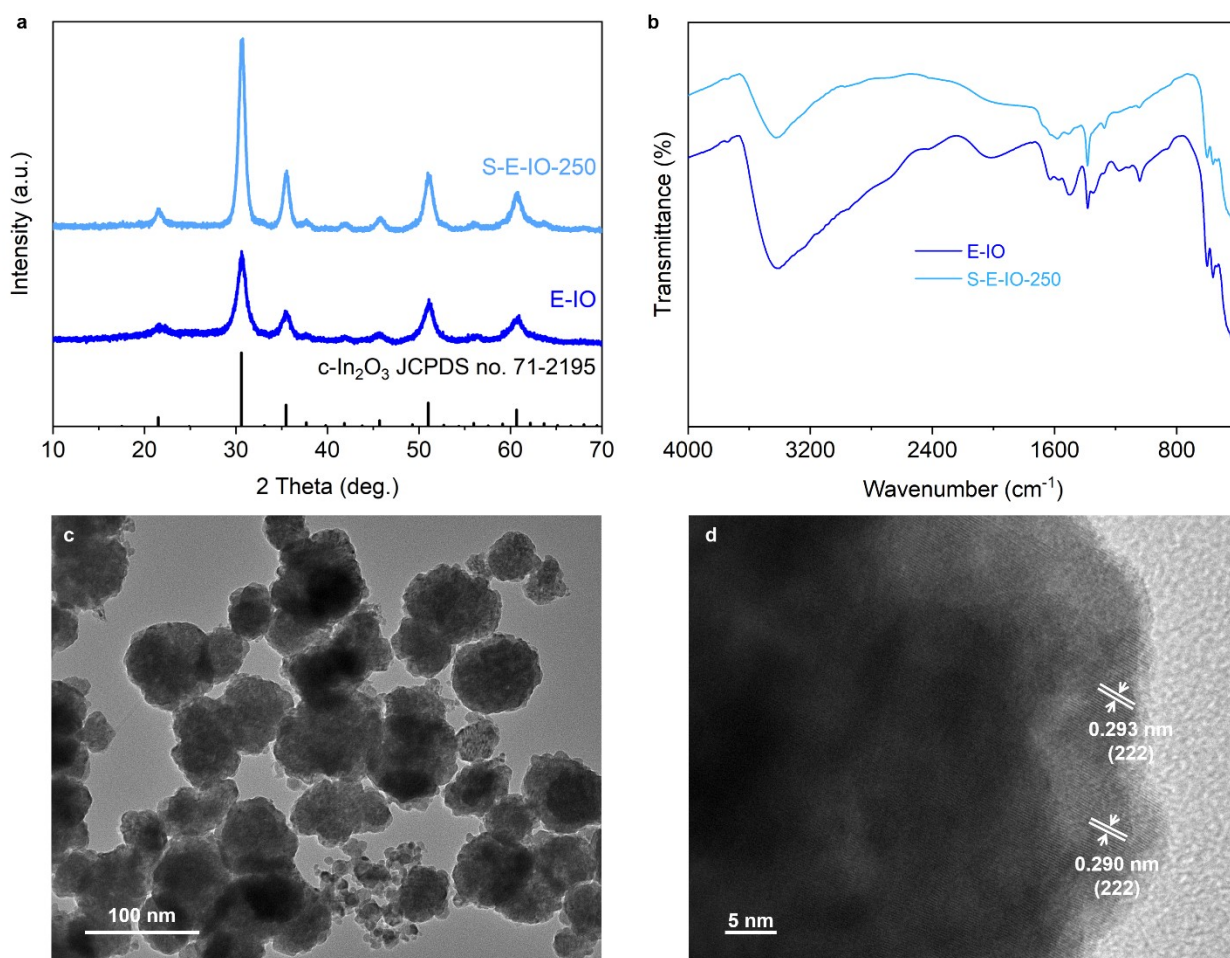 a
Intensity (a.u.)
S-E-IO-250
E-IO
c-In₂O₃ JCPDS no. 71-2195
10 20 30 40 50 60 70
2 Theta (deg.)
b
Transmittance (%)
E-IO
S-E-IO-250
4000 3200 2400 1600 800
Wavenumber (cm⁻¹)
c
100 nm
d
0.293 nm
(222)
0.290 nm
(222)
5 nm